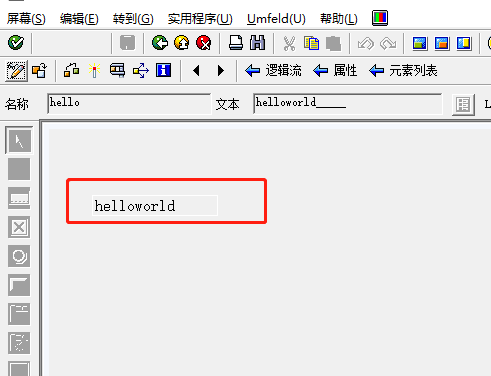 屏幕(S) 编辑(E) 转到(G) 实用程序(U) Umfeld(U) 帮助(L)
逻辑流 属性 元素列表
名称 hello 文本 helloworld_____ L
helloworld